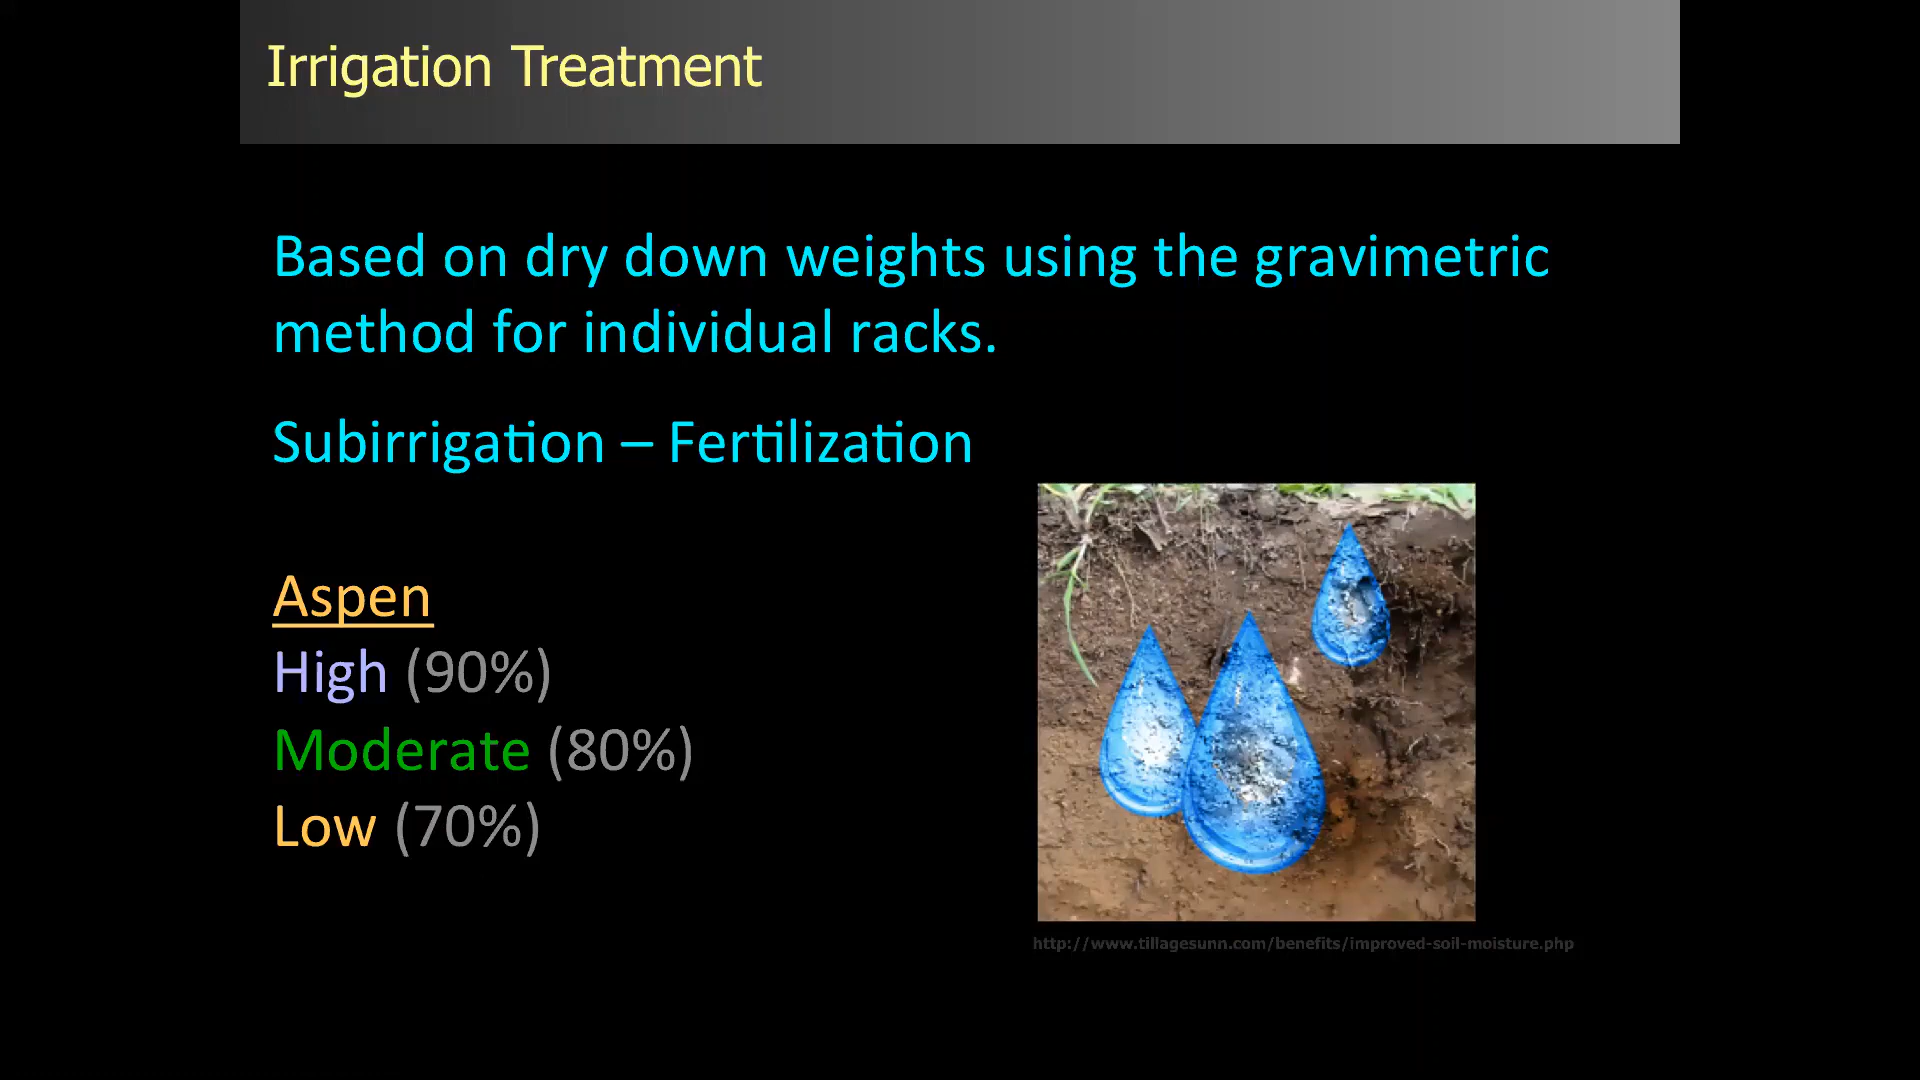 Irrigation Treatment
Based on dry down weights using the gravimetric
method for individual racks.
Subirrigation – Fertilization
Aspen
High (90%)
Moderate (80%)
Low (70%)
http://www.tillagesunn.com/benefits/improved-soil-moisture.php